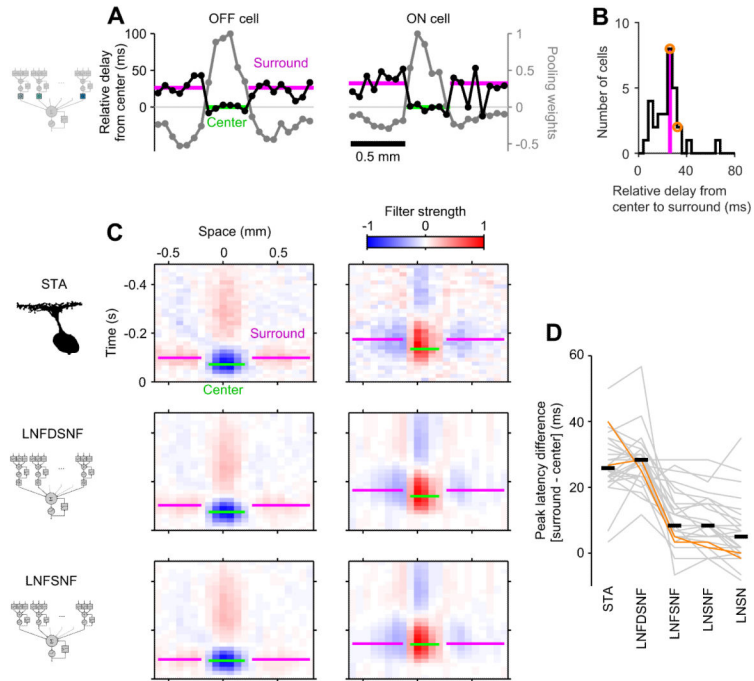 A
OFF cell
ON cell
B
Relative delay
from center (ms)
100
50
0
Surround
Center
0.5 mm
1
0.5
0
-0.5
Pooling weights
Number of cells
10
5
0
0
40
80
Relative delay from
center to surround (ms)
C
Space (mm)
-0.5
0
0.5
Filter strength
-1
0
1
STA
Time (s)
-0.4
-0.2
0
Surround
Center
LNFDSNF
LNFSNF
D
Peak latency difference
[surround - center] (ms)
60
40
20
0
STA
LNFDSNF
LNFSNF
LNSNF
LNSN